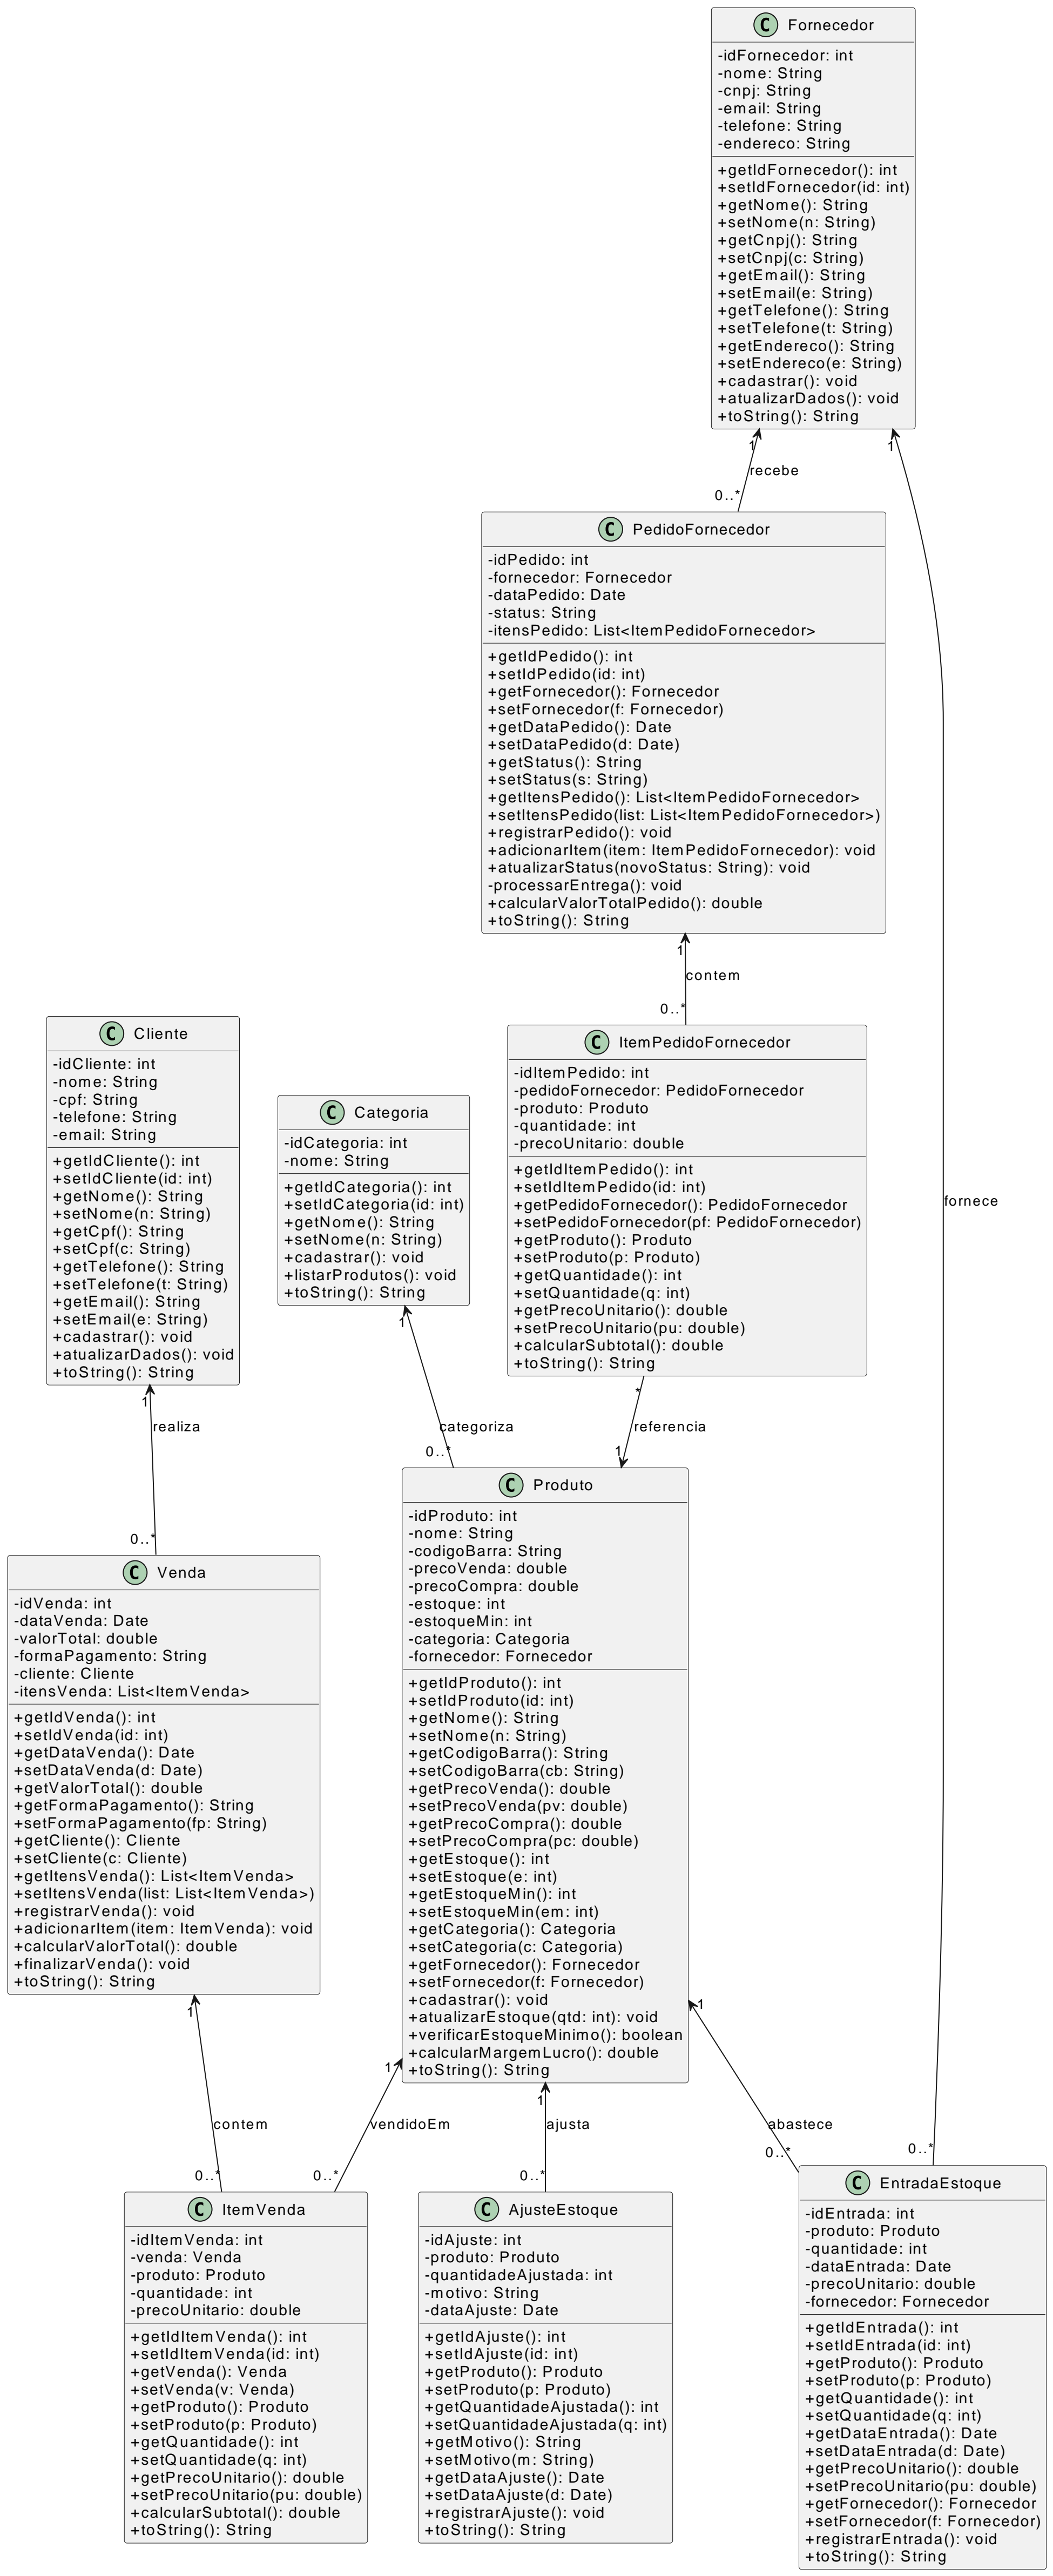 Fornecedor
-idFornecedor: int
-nome: String
-cnpj: String
-email: String
-telefone: String
-endereco: String
+getIdFornecedor(): int
+setIdFornecedor(id: int)
+getNome(): String
+setNome(n: String)
+getCnpj(): String
+setCnpj(c: String)
+getEmail(): String
+setEmail(e: String)
+getTelefone(): String
+setTelefone(t: String)
+getEndereco(): String
+setEndereco(e: String)
+cadastrar(): void
+atualizarDados(): void
+toString(): String
1
1
recebe
0..*
PedidoFornecedor
-idPedido: int
-fornecedor: Fornecedor
-dataPedido: Date
-status: String
-itensPedido: List<ItemPedidoFornecedor>
+getIdPedido(): int
+setIdPedido(id: int)
+getFornecedor(): Fornecedor
+setFornecedor(f: Fornecedor)
+getDataPedido(): Date
+setDataPedido(d: Date)
+getStatus(): String
+setStatus(s: String)
+getItensPedido(): List<ItemPedidoFornecedor>
+setItensPedido(list: List<ItemPedidoFornecedor>)
+registrarPedido(): void
+adicionarItem(item: ItemPedidoFornecedor): void
+atualizarStatus(novoStatus: String): void
-processarEntrega(): void
+calcularValorTotalPedido(): double
+toString(): String
1
contem
0..*
Cliente
-idCliente: int
-nome: String
-cpf: String
-telefone: String
-email: String
+getIdCliente(): int
+setIdCliente(id: int)
+getNome(): String
+setNome(n: String)
+getCpf(): String
+setCpf(c: String)
+getTelefone(): String
+setTelefone(t: String)
+getEmail(): String
+setEmail(e: String)
+cadastrar(): void
+atualizarDados(): void
+toString(): String
Categoria
-idCategoria: int
-nome: String
+getIdCategoria(): int
+setIdCategoria(id: int)
+getNome(): String
+setNome(n: String)
+cadastrar(): void
+listarProdutos(): void
+toString(): String
ItemPedidoFornecedor
-idItemPedido: int
-pedidoFornecedor: PedidoFornecedor
-produto: Produto
-quantidade: int
-precoUnitario: double
+getIdItemPedido(): int
+setIdItemPedido(id: int)
+getPedidoFornecedor(): PedidoFornecedor
+setPedidoFornecedor(pf: PedidoFornecedor)
+getProduto(): Produto
+setProduto(p: Produto)
+getQuantidade(): int
+setQuantidade(q: int)
+getPrecoUnitario(): double
+setPrecoUnitario(pu: double)
+calcularSubtotal(): double
+toString(): String
fornece
1
realiza
0..*
1
categoriza
0..*
*
referencia
1
Venda
-idVenda: int
-dataVenda: Date
-valorTotal: double
-formaPagamento: String
-cliente: Cliente
-itensVenda: List<ItemVenda>
+getIdVenda(): int
+setIdVenda(id: int)
+getDataVenda(): Date
+setDataVenda(d: Date)
+getValorTotal(): double
+getFormaPagamento(): String
+setFormaPagamento(fp: String)
+getCliente(): Cliente
+setCliente(c: Cliente)
+getItensVenda(): List<ItemVenda>
+setItensVenda(list: List<ItemVenda>)
+registrarVenda(): void
+adicionarItem(item: ItemVenda): void
+calcularValorTotal(): double
+finalizarVenda(): void
+toString(): String
Produto
-idProduto: int
-nome: String
-codigoBarra: String
-precoVenda: double
-precoCompra: double
-estoque: int
-estoqueMin: int
-categoria: Categoria
-fornecedor: Fornecedor
+getIdProduto(): int
+setIdProduto(id: int)
+getNome(): String
+setNome(n: String)
+getCodigoBarra(): String
+setCodigoBarra(cb: String)
+getPrecoVenda(): double
+setPrecoVenda(pv: double)
+getPrecoCompra(): double
+setPrecoCompra(pc: double)
+getEstoque(): int
+setEstoque(e: int)
+getEstoqueMin(): int
+setEstoqueMin(em: int)
+getCategoria(): Categoria
+setCategoria(c: Categoria)
+getFornecedor(): Fornecedor
+setFornecedor(f: Fornecedor)
+cadastrar(): void
+atualizarEstoque(qtd: int): void
+verificarEstoqueMinimo(): boolean
+calcularMargemLucro(): double
+toString(): String
1
contem
0..*
1
vendidoEm
0..*
1
ajusta
0..*
1
abastece
0..*
0..*
ItemVenda
-idItemVenda: int
-venda: Venda
-produto: Produto
-quantidade: int
-precoUnitario: double
+getIdItemVenda(): int
+setIdItemVenda(id: int)
+getVenda(): Venda
+setVenda(v: Venda)
+getProduto(): Produto
+setProduto(p: Produto)
+getQuantidade(): int
+setQuantidade(q: int)
+getPrecoUnitario(): double
+setPrecoUnitario(pu: double)
+calcularSubtotal(): double
+toString(): String
AjusteEstoque
-idAjuste: int
-produto: Produto
-quantidadeAjustada: int
-motivo: String
-dataAjuste: Date
+getIdAjuste(): int
+setIdAjuste(id: int)
+getProduto(): Produto
+setProduto(p: Produto)
+getQuantidadeAjustada(): int
+setQuantidadeAjustada(q: int)
+getMotivo(): String
+setMotivo(m: String)
+getDataAjuste(): Date
+setDataAjuste(d: Date)
+registrarAjuste(): void
+toString(): String
EntradaEstoque
-idEntrada: int
-produto: Produto
-quantidade: int
-dataEntrada: Date
-precoUnitario: double
-fornecedor: Fornecedor
+getIdEntrada(): int
+setIdEntrada(id: int)
+getProduto(): Produto
+setProduto(p: Produto)
+getQuantidade(): int
+setQuantidade(q: int)
+getDataEntrada(): Date
+setDataEntrada(d: Date)
+getPrecoUnitario(): double
+setPrecoUnitario(pu: double)
+getFornecedor(): Fornecedor
+setFornecedor(f: Fornecedor)
+registrarEntrada(): void
+toString(): String